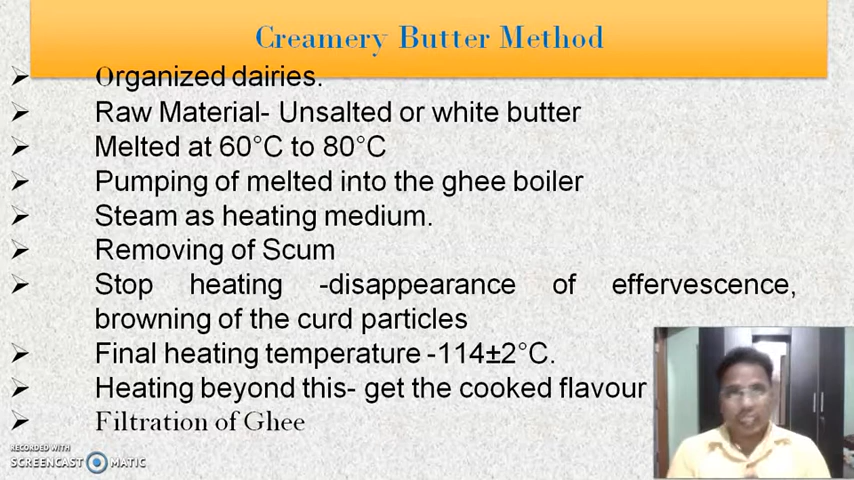 Creamery Butter Method
➢ Organized dairies.
➢ Raw Material- Unsalted or white butter
➢ Melted at 60°C to 80°C
➢ Pumping of melted into the ghee boiler
➢ Steam as heating medium.
➢ Removing of Scum
➢ Stop heating -disappearance of effervescence,
browning of the curd particles
➢ Final heating temperature -114±2°C.
➢ Heating beyond this- get the cooked flavour
➢ Filtration of Ghee
RECORDED WITH
SCREENCAST MATIC